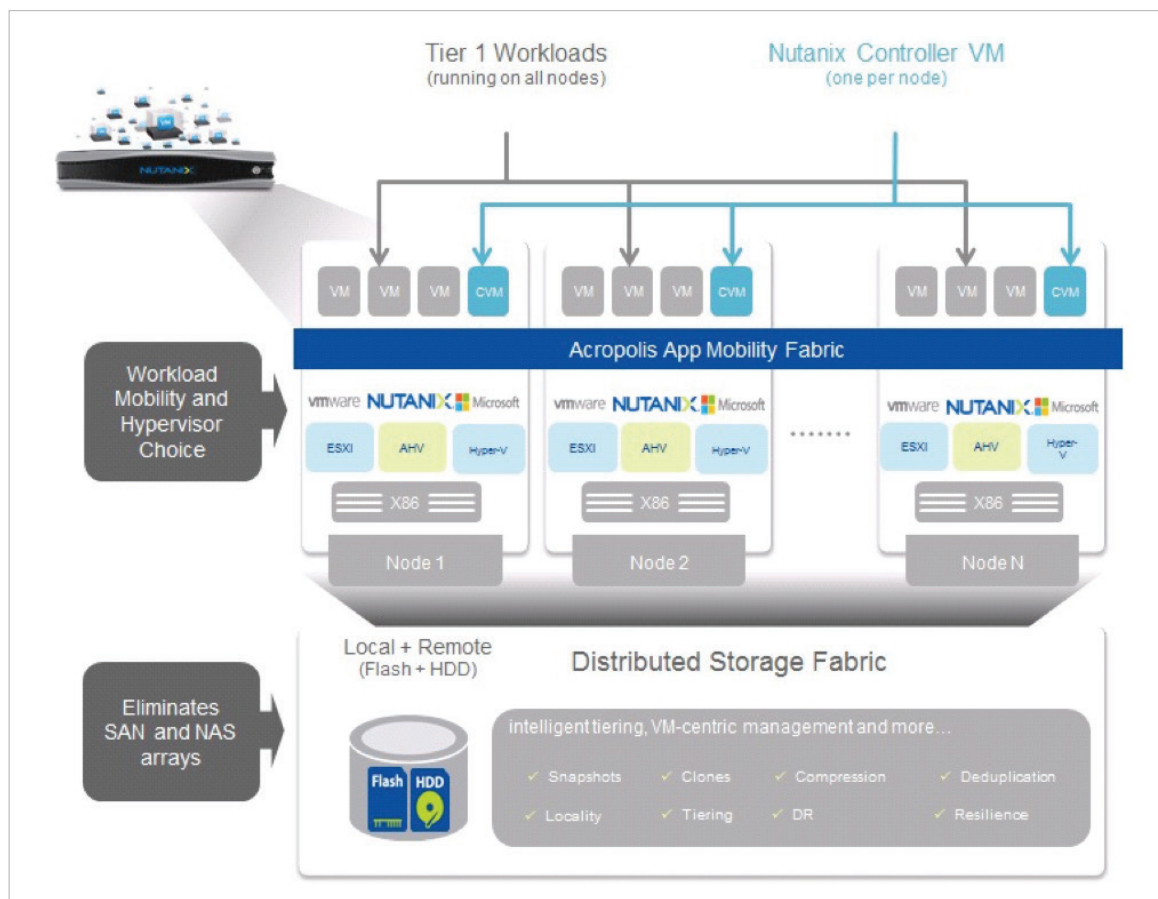 Tier 1 Workloads
(running on all nodes)
Nutanix Controller VM
(one per node)
VM
NUTANIX
VM VM VM CVM
VM VM VM CVM
VM VM VM CVM
Acropolis App Mobility Fabric
Workload
Mobility and
Hypervisor
Choice
vmware NUTANIX Microsoft
vmware NUTANIX Microsoft
vmware NUTANIX Microsoft
ESXI AHV Hyper-V
ESXI AHV Hyper-V
.......
ESXI AHV Hyper-
V
X86
X86
X86
Node 1
Node 2
Node N
Local + Remote
(Flash + HDD)
Distributed Storage Fabric
Eliminates
SAN and NAS
arrays
Flash HDD
intelligent tiering, VM-centric management and more...
✓ Snapshots ✓ Clones ✓ Compression ✓ Deduplication
✓ Locality ✓ Tiering ✓ DR ✓ Resilience